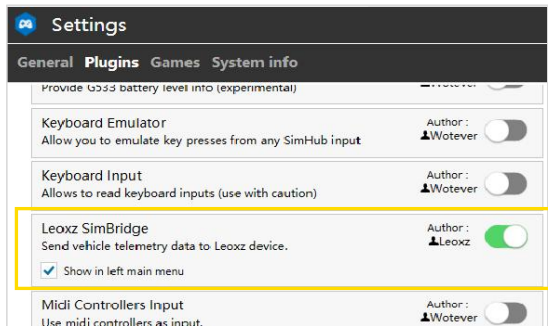 Settings
General Plugins Games System info
Provide G533 battery level info (experimental)
Wotever
Keyboard Emulator
Author :
Allow you to emulate key presses from any SimHub input
Wotever
Keyboard Input
Author :
Allows to read keyboard inputs (use with caution)
Wotever
Leoxz SimBridge
Author :
Send vehicle telemetry data to Leoxz device.
Leoxz
Show in left main menu
Midi Controllers Input
Author :
Use midi controllers as input.
Wotever